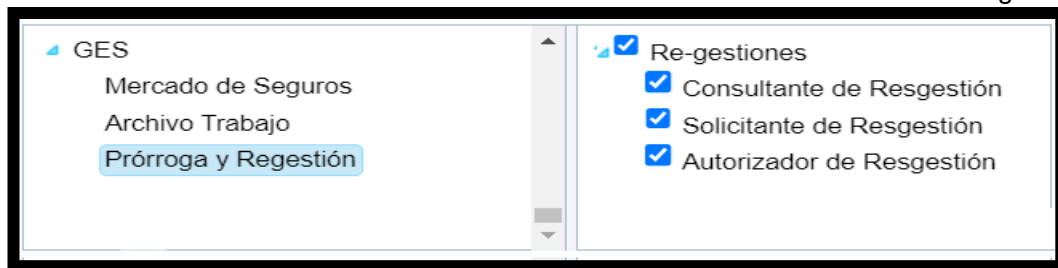 GES
Mercado de Seguros
Archivo Trabajo
Prórroga y Regestión
Re-gestiones
Consultante de Resgestión
Solicitante de Resgestión
Autorizador de Resgestión